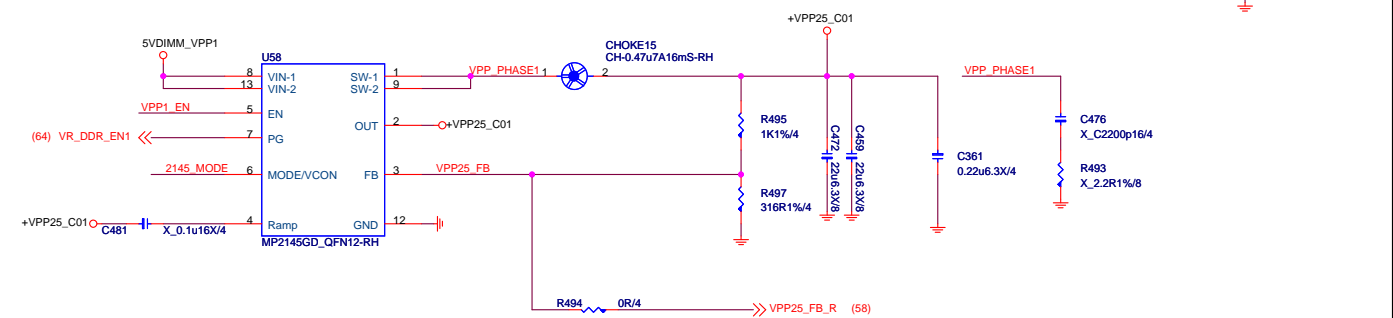 +VPP25_C01
5VDIMM_VPP1
U58
CHOKE15
CH-0.47u7A16mS-RH
8 VIN-1 SW-1 1 VPP_PHASE1 1 2 VPP_PHASE1
13 VIN-2 SW-2 9
VPP1_EN 5 EN
R495
1K1%/4
C476
X_C2200p16/4
OUT 2 +VPP25_C01
(64) VR_DDR_EN1 7 PG
C472 22u6.3X/8
C459 22u6.3X/8
C361
0.22u6.3X/4
R493
X_2.2R1%/8
2145_MODE 6 MODE/VCON FB 3 VPP25_FB
R497
316R1%/4
+VPP25_C01 C481 X_0.1u16X/4 4 Ramp GND 12
MP2145GD_QFN12-RH
R494 0R/4 VPP25_FB_R (58)